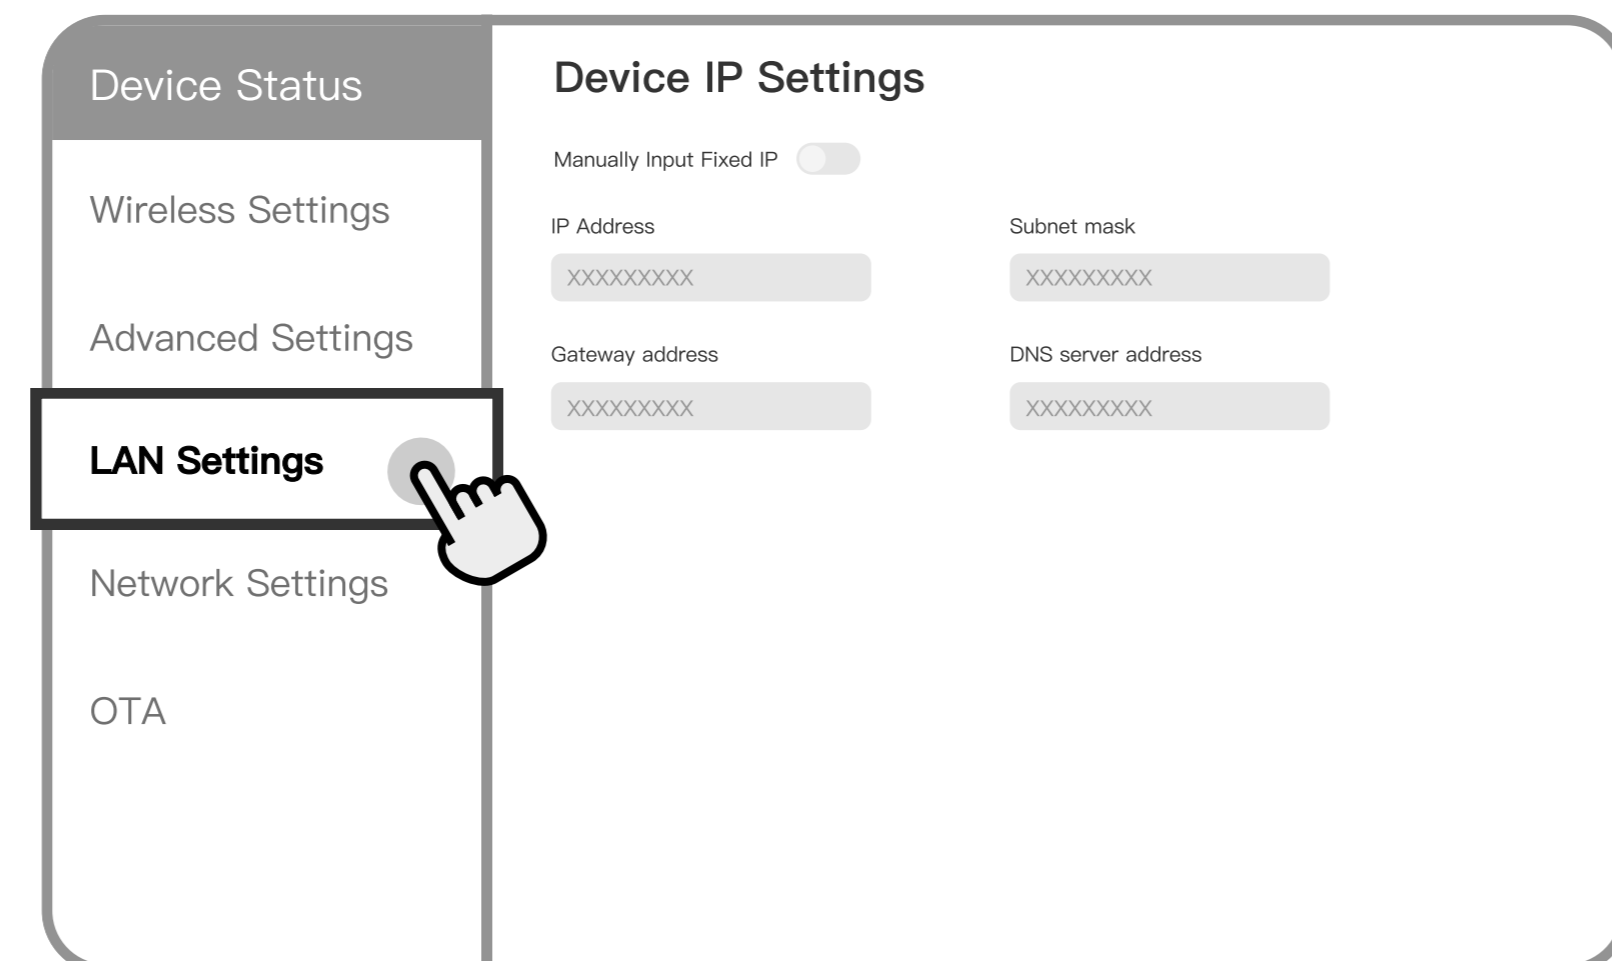 Device Status
Wireless Settings
Advanced Settings
LAN Settings
Network Settings
OTA
Device IP Settings
Manually Input Fixed IP
IP Address
XXXXXXXXX
Subnet mask
XXXXXXXXX
Gateway address
XXXXXXXXX
DNS server address
XXXXXXXXX